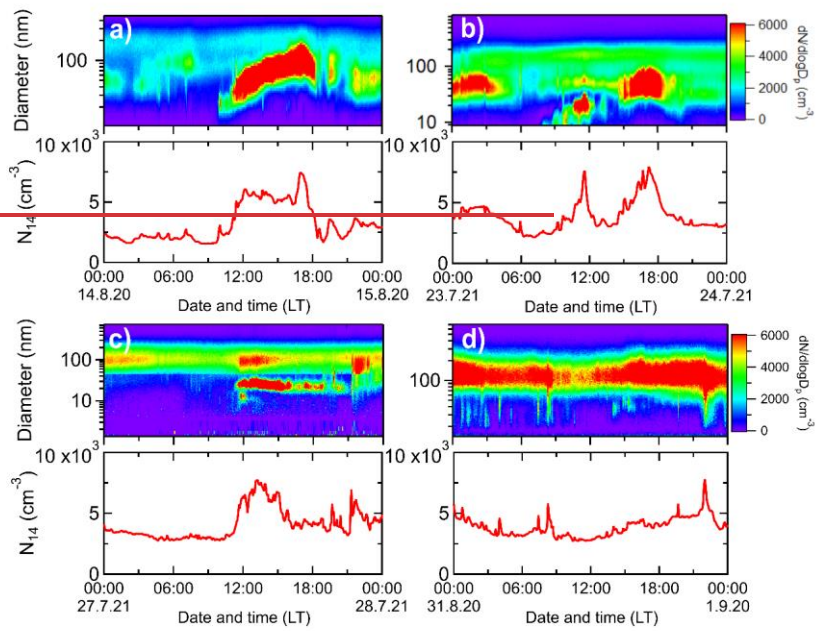 a)
b)
Diameter (nm)
100
100
10
6000
4000
2000
0
dN/dlogDp (cm-3)
N14 (cm-3)
10 x10³
5
0
10 x10³
5
0
00:00 06:00 12:00 18:00 00:00
14.8.20 15.8.20
Date and time (LT)
00:00 06:00 12:00 18:00 00:00
23.7.21 24.7.21
Date and time (LT)
c)
d)
Diameter (nm)
100
10
100
6000
4000
2000
0
dN/dlogDp (cm-3)
N14 (cm-3)
10 x10³
5
0
10 x10³
5
0
00:00 06:00 12:00 18:00 00:00
27.7.21 28.7.21
Date and time (LT)
00:00 06:00 12:00 18:00 00:00
31.8.20 1.9.20
Date and time (LT)